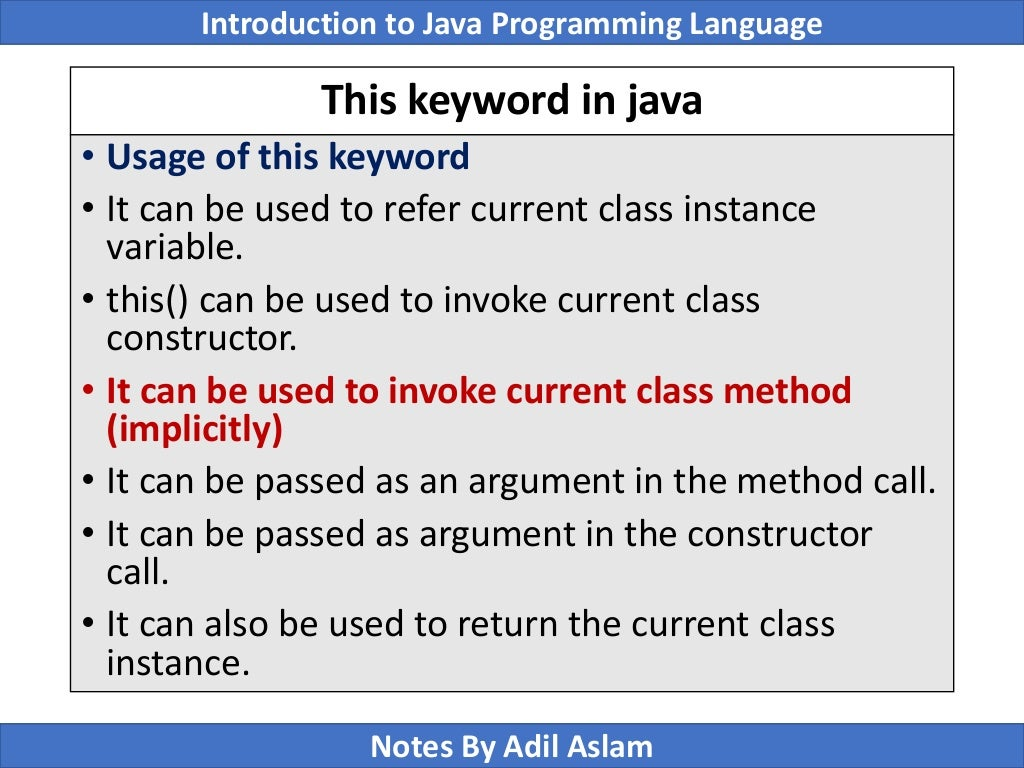 Introduction to Java Programming Language
This keyword in java
• Usage of this keyword
• It can be used to refer current class instance
variable.
• this() can be used to invoke current class
constructor.
• It can be used to invoke current class method
(implicitly)
• It can be passed as an argument in the method call.
• It can be passed as argument in the constructor
call.
• It can also be used to return the current class
instance.
Notes By Adil Aslam